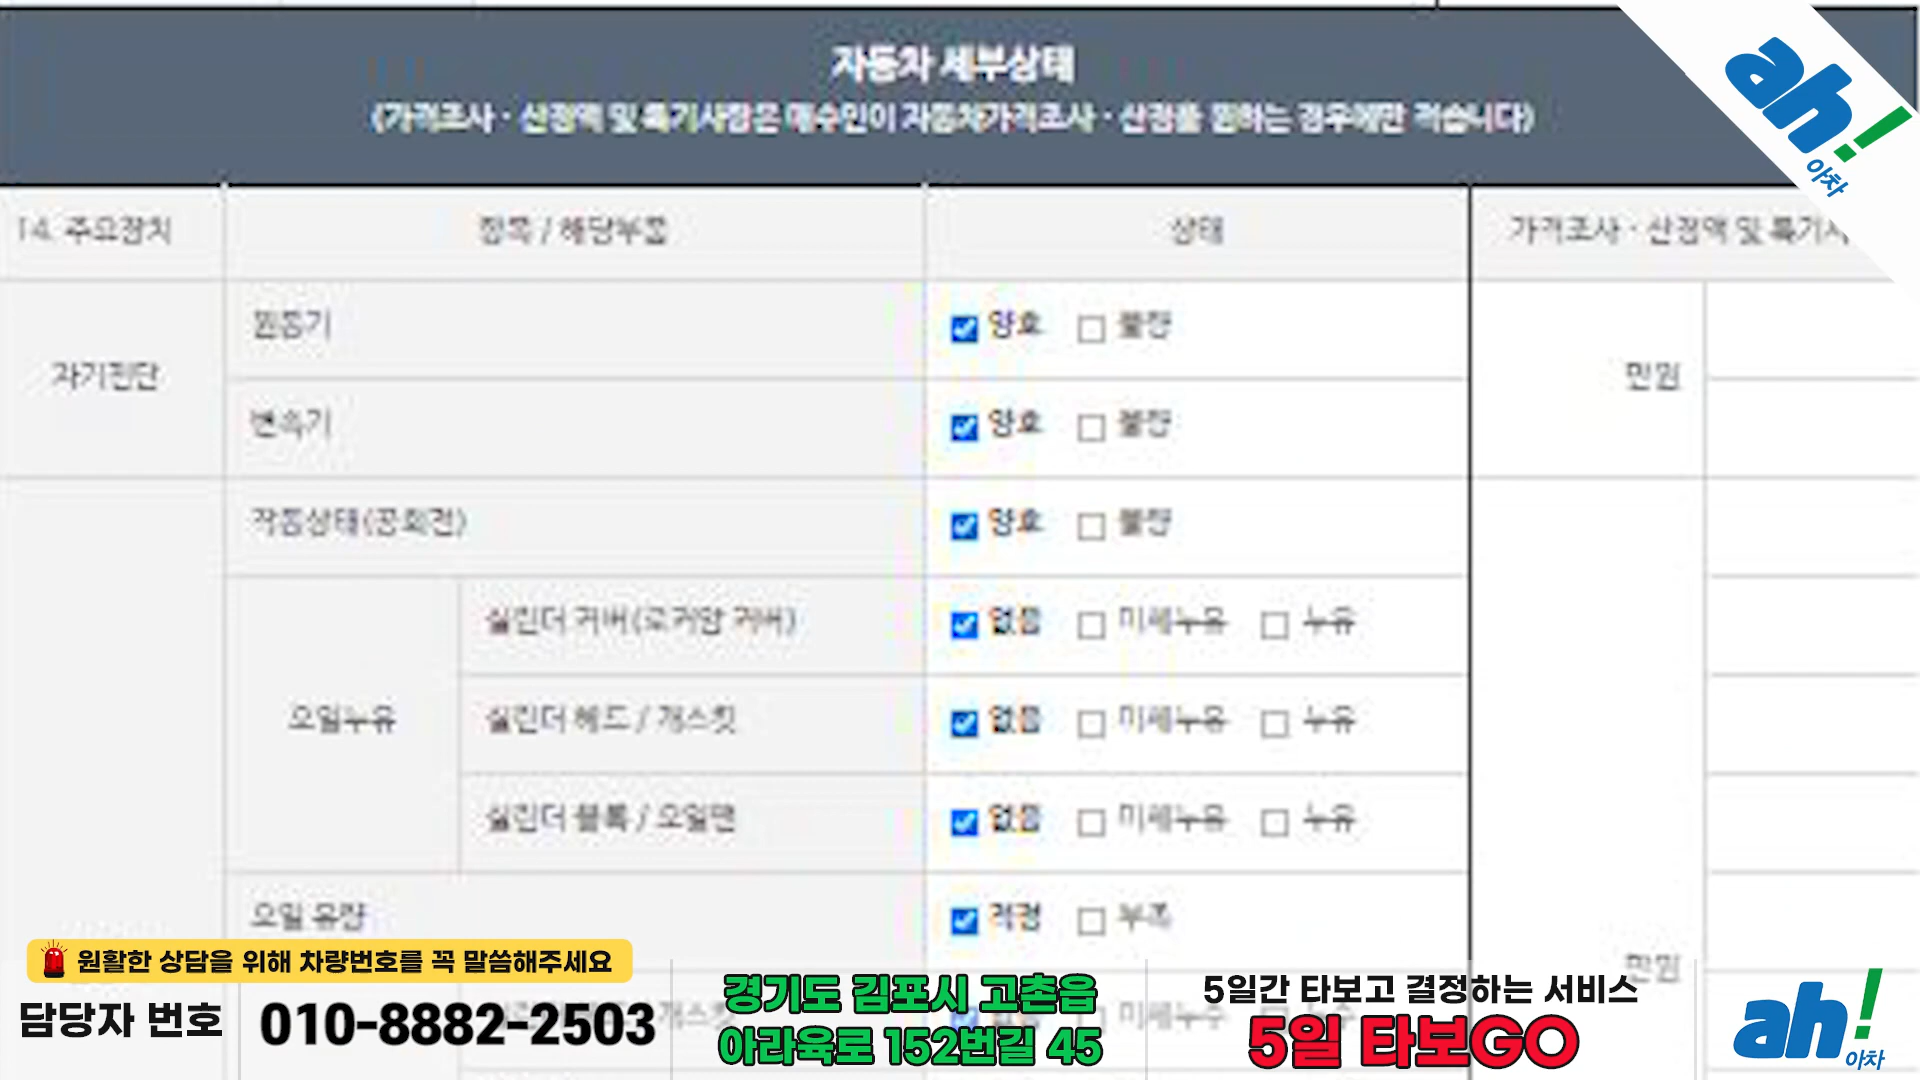 자동차 세부상태
(가격조사 · 산정액 및 특기사항은 매수인이 자동차가격조사 · 산정을 원하는 경우에만 적습니다)
ah!
아차
14. 주요장치 항목 / 해당부품 상태 가격조사 · 산정액 및 특기사
자기진단 원동기 양호 불량 만원
변속기 양호 불량
작동상태(공회전) 양호 불량
오일누유 실린더 커버(로커암 커버) 없음 미세누유 누유
실린더 헤드 / 개스킷 없음 미세누유 누유
실린더 블록 / 오일팬 없음 미세누유 누유
오일 유량 적정 부족
만원
원활한 상담을 위해 차량번호를 꼭 말씀해주세요
담당자 번호 010-8882-2503
경기도 김포시 고촌읍
아라육로 152번길 45
5일간 타보고 결정하는 서비스
5일 타보GO
ah!
아차